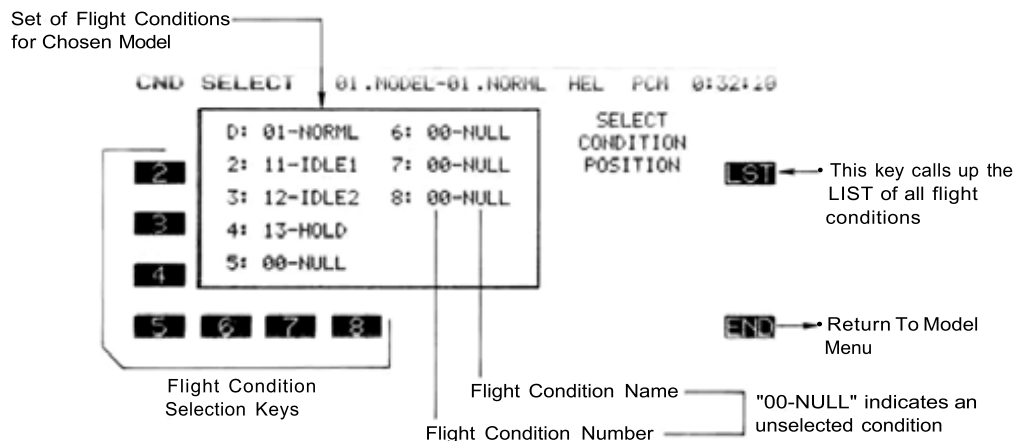 Set of Flight Conditions
for Chosen Model
CND SELECT 01.MODEL-01.NORML HEL PCM 0:32:10
D: 01-NORML 6: 00-NULL
2: 11-IDLE1 7: 00-NULL
3: 12-IDLE2 8: 00-NULL
4: 13-HOLD
5: 00-NULL
SELECT
CONDITION
POSITION
2
3
4
5 6 7 8
LST
• This key calls up the
LIST of all flight
conditions
END
• Return To Model
Menu
Flight Condition
Selection Keys
Flight Condition Name
Flight Condition Number
"00-NULL" indicates an
unselected condition